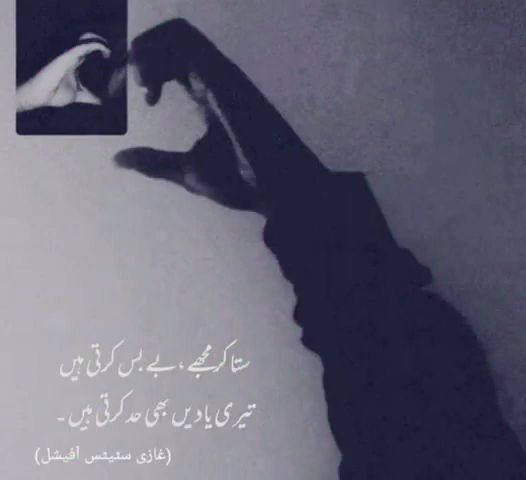 ستا کر مجھے ، بے بس کرتی ہیں
تیری یادیں بھی حد کرتی ہیں ۔
(غازی سٹیٹس آفیشل)